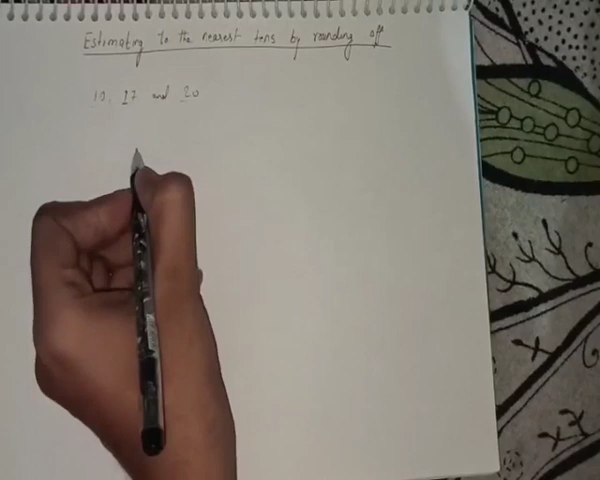 Estimating to the nearest tens by rounding off
10, 17 and 20